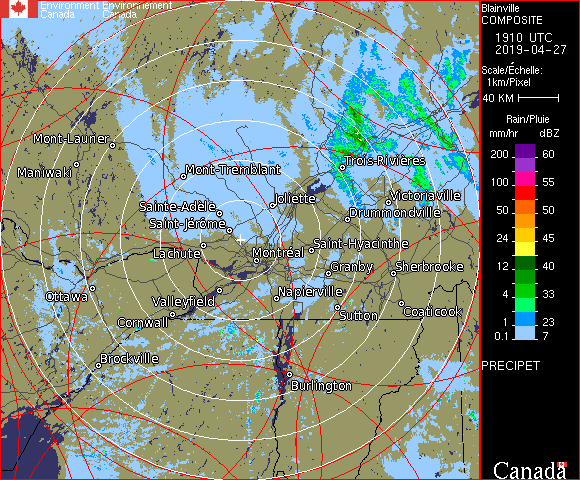 Environment Environnement
Canada Canada
Blainville
COMPOSITE
1910 UTC
2019-04-27
Scale/Échelle:
1km/Pixel
40 KM
Rain/Pluie
mm/hr dBZ
200 60
100 55
50 50
24 45
12 40
4 33
1 23
0.1 7
PRECIPET
Canada
Mont-Laurier
Maniwaki
Mont-Tremblant
Trois-Rivières
Sainte-Adèle
Joliette
Victoriaville
Saint-Jérôme
Drummondville
Lachute
Montréal
Saint-Hyacinthe
Granby
Sherbrooke
Ottawa
Valleyfield
Napierville
Cornwall
Sutton
Coaticook
Brockville
Burlington